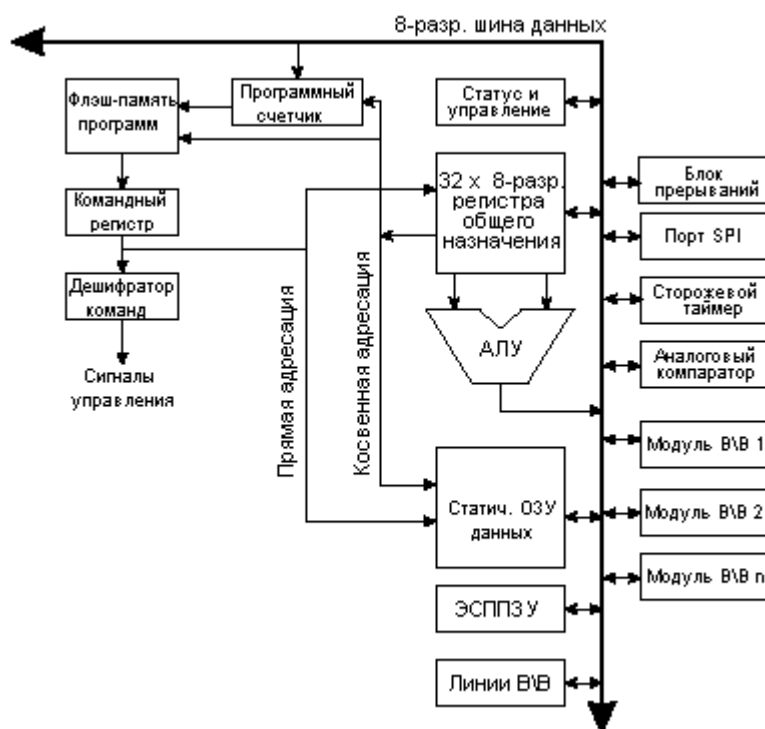 8-разр. шина данных
Флэш-память
программ
Программный
счетчик
Статус и
управление
32 x 8-разр.
регистра
общего
назначения
Блок
прерываний
Командный
регистр
Порт SPI
Дешифратор
команд
Сторожевой
таймер
АЛУ
Аналоговый
компаратор
Сигналы
управления
Прямая адресация
Косвенная адресация
Модуль В\В 1
Статич. ОЗУ
данных
Модуль В\В 2
Модуль В\В n
ЭСППЗУ
Линии В\В